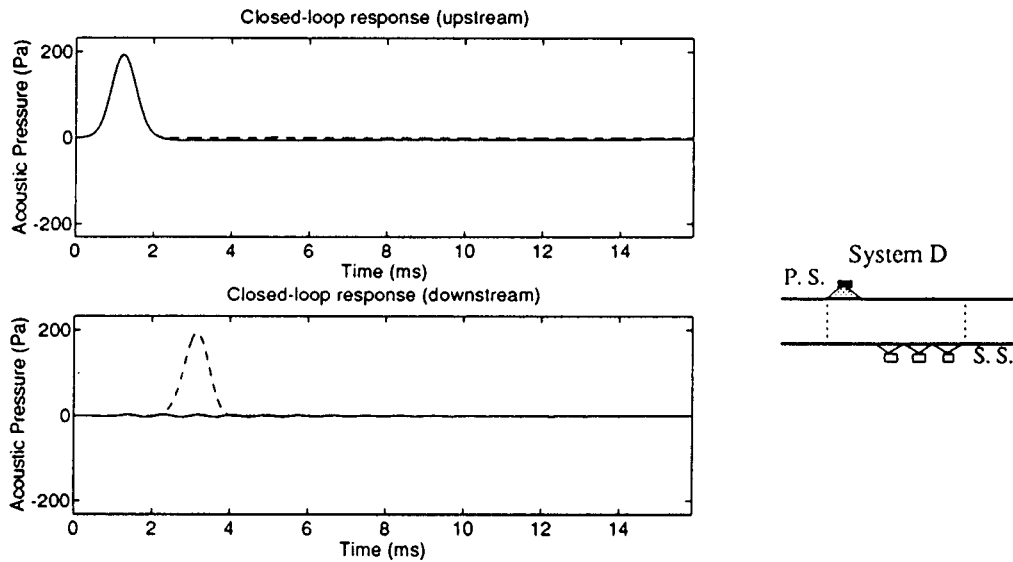 Closed-loop response (upstream)
Acoustic Pressure (Pa)
200
0
-200
0 2 4 6 8 10 12 14
Time (ms)
Closed-loop response (downstream)
Acoustic Pressure (Pa)
200
0
-200
0 2 4 6 8 10 12 14
Time (ms)
System D
P. S.
S. S.